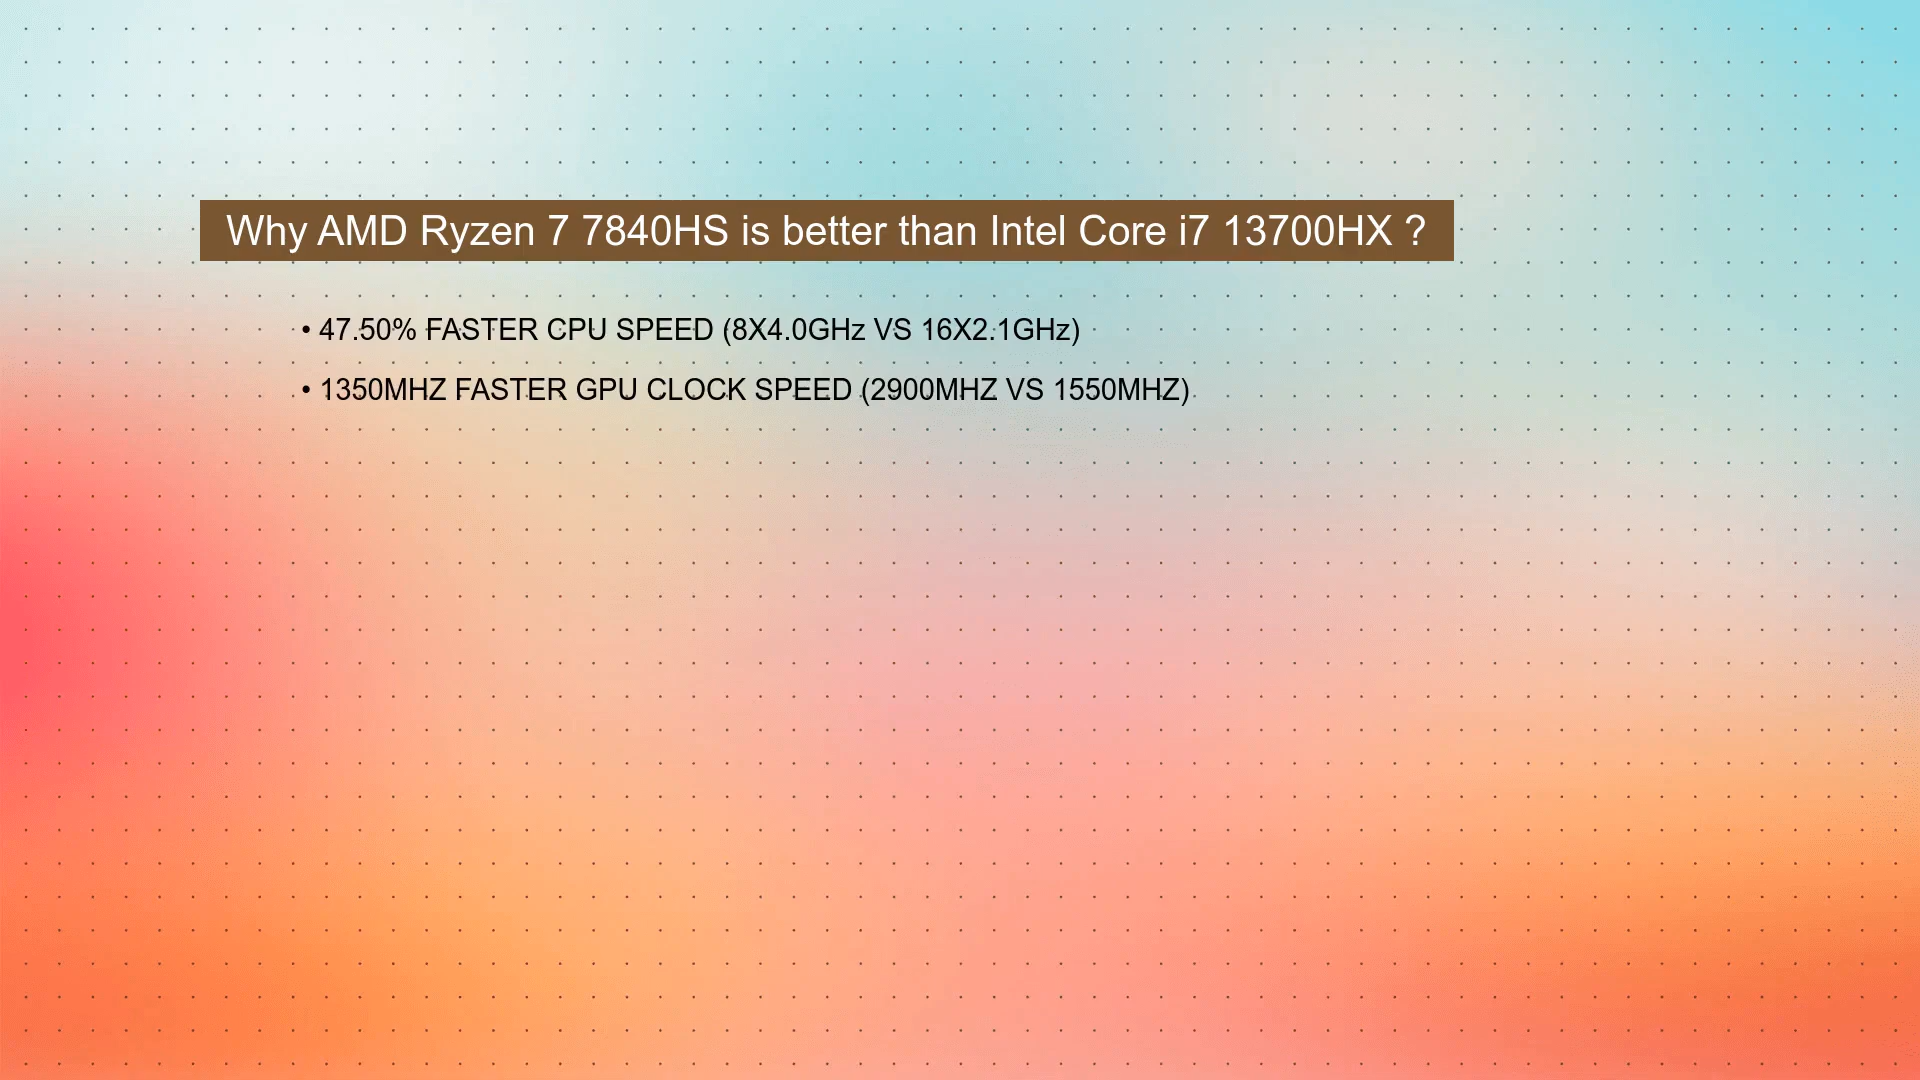 Why AMD Ryzen 7 7840HS is better than Intel Core i7 13700HX ?
• 47.50% FASTER CPU SPEED (8X4.0GHz VS 16X2.1GHz)
• 1350MHZ FASTER GPU CLOCK SPEED (2900MHZ VS 1550MHZ)